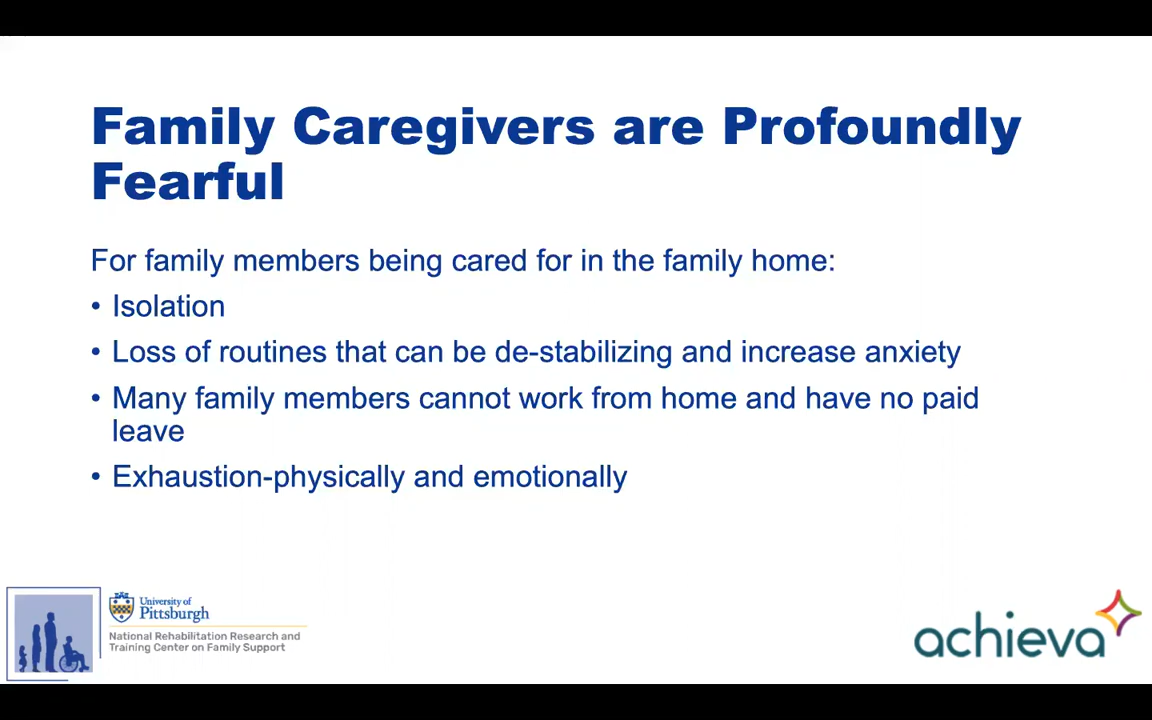 Family Caregivers are Profoundly
Fearful
For family members being cared for in the family home:
• Isolation
• Loss of routines that can be de-stabilizing and increase anxiety
• Many family members cannot work from home and have no paid
leave
• Exhaustion-physically and emotionally
University of
Pittsburgh
National Rehabilitation Research and
Training Center on Family Support
achieva